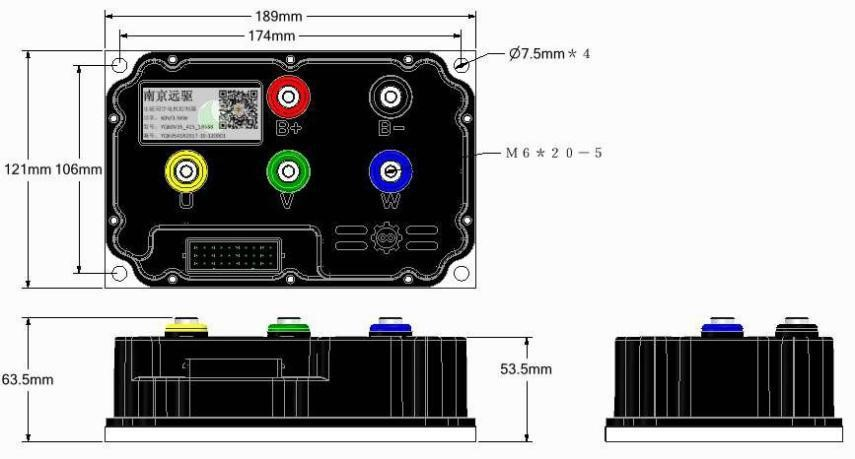 189mm
174mm
Ø7.5mm * 4
南京远驱
B+
B-
121mm
106mm
M6*20-5
U
V
W
63.5mm
53.5mm